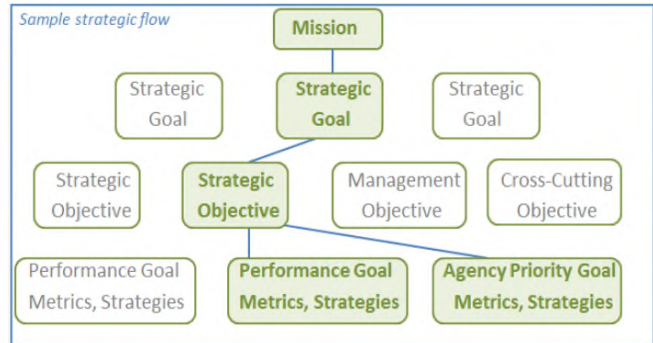 Sample strategic flow
Mission
Strategic
Goal
Strategic
Goal
Strategic
Goal
Strategic
Objective
Strategic
Objective
Management
Objective
Cross-Cutting
Objective
Performance Goal
Metrics, Strategies
Performance Goal
Metrics, Strategies
Agency Priority Goal
Metrics, Strategies